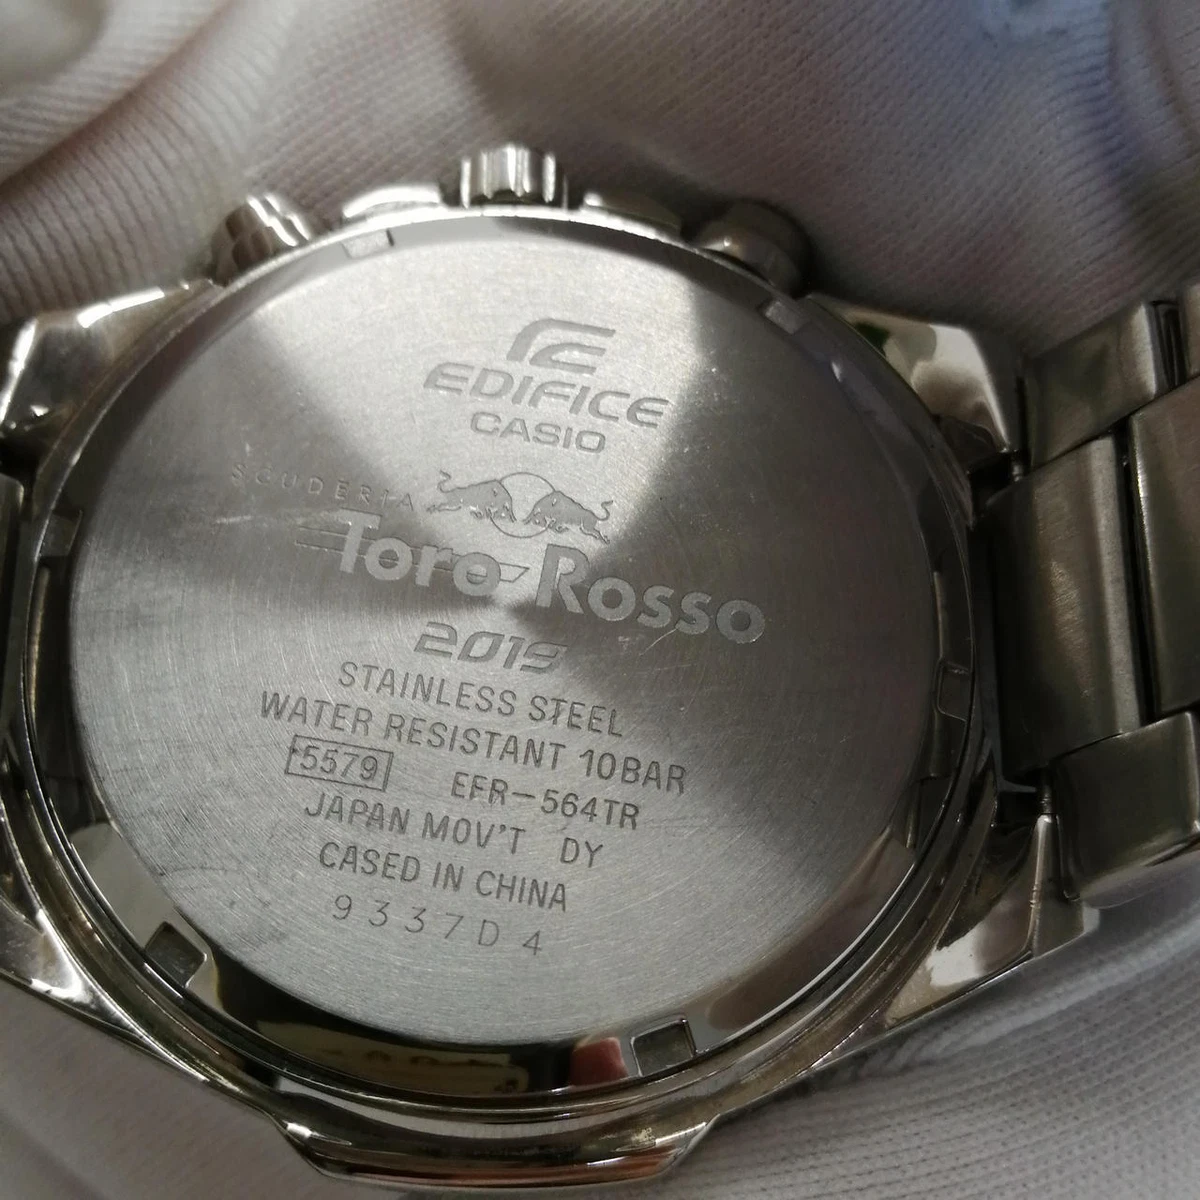 EDIFICE
CASIO
SCUDERIA
Toro Rosso
2019
STAINLESS STEEL
WATER RESISTANT 10BAR
5579 EFR-564TR
JAPAN MOV'T DY
CASED IN CHINA
9337D4